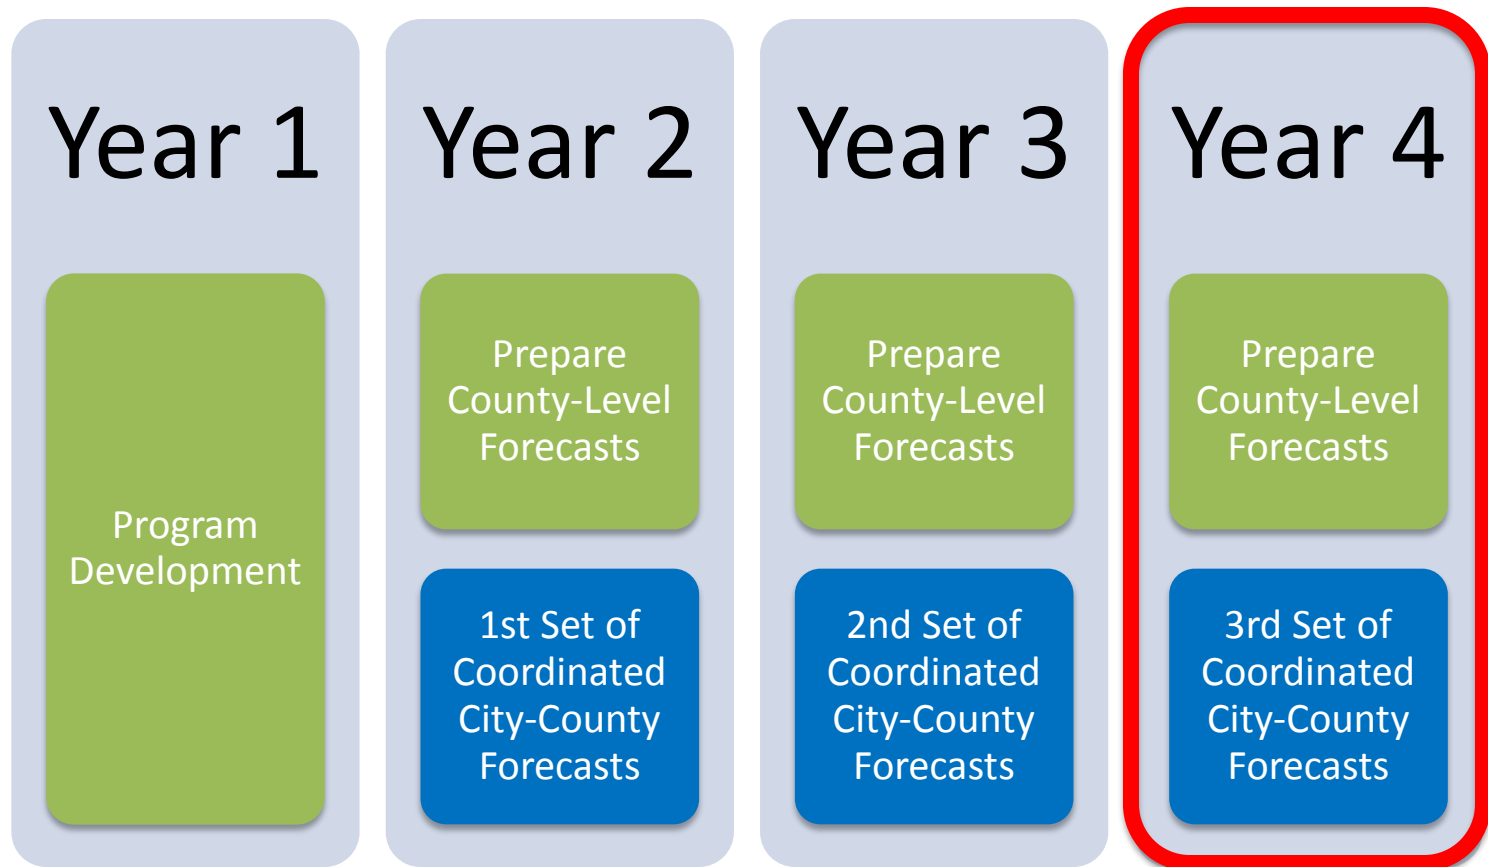 Year 1
Program
Development
Year 2
Prepare
County-Level
Forecasts
1st Set of
Coordinated
City-County
Forecasts
Year 3
Prepare
County-Level
Forecasts
2nd Set of
Coordinated
City-County
Forecasts
Year 4
Prepare
County-Level
Forecasts
3rd Set of
Coordinated
City-County
Forecasts